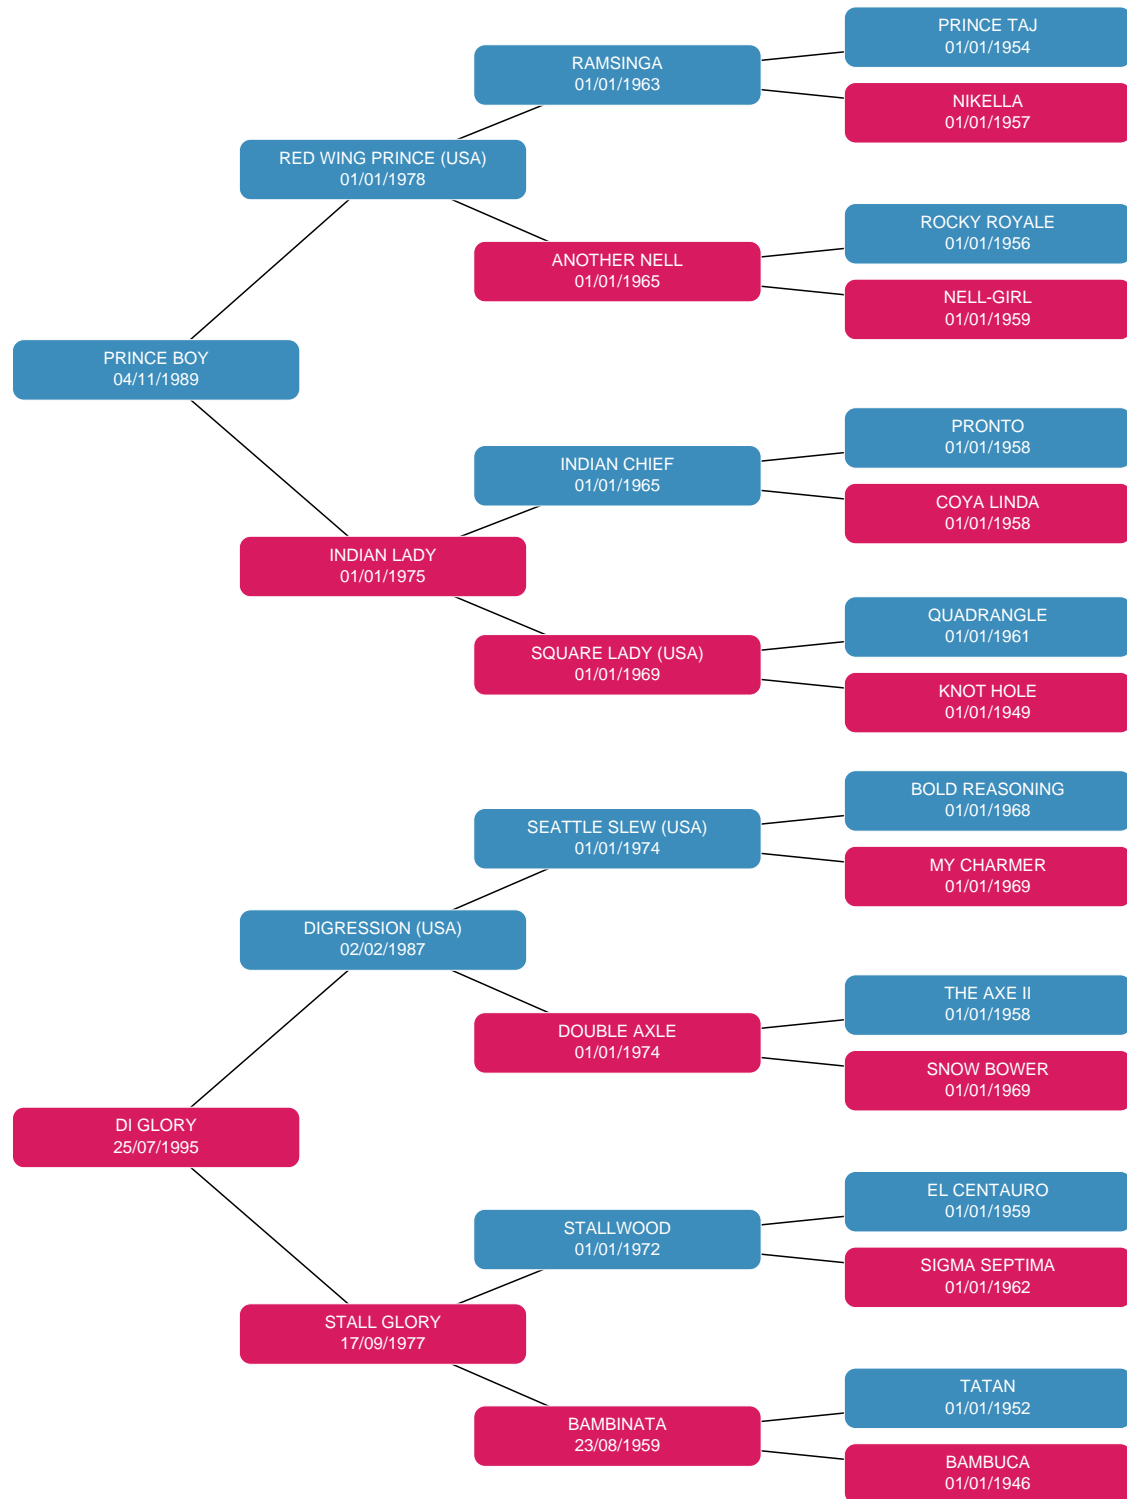 PRINCE TAJ
01/01/1954
RAMSINGA
01/01/1963
NIKELLA
01/01/1957
RED WING PRINCE (USA)
01/01/1978
ROCKY ROYALE
01/01/1956
ANOTHER NELL
01/01/1965
NELL-GIRL
01/01/1959
PRINCE BOY
04/11/1989
PRONTO
01/01/1958
INDIAN CHIEF
01/01/1965
COYA LINDA
01/01/1958
INDIAN LADY
01/01/1975
QUADRANGLE
01/01/1961
SQUARE LADY (USA)
01/01/1969
KNOT HOLE
01/01/1949
BOLD REASONING
01/01/1968
SEATTLE SLEW (USA)
01/01/1974
MY CHARMER
01/01/1969
DIGRESSION (USA)
02/02/1987
THE AXE II
01/01/1958
DOUBLE AXLE
01/01/1974
SNOW BOWER
01/01/1969
DI GLORY
25/07/1995
EL CENTAURO
01/01/1959
STALLWOOD
01/01/1972
SIGMA SEPTIMA
01/01/1962
STALL GLORY
17/09/1977
TATAN
01/01/1952
BAMBINATA
23/08/1959
BAMBUCA
01/01/1946